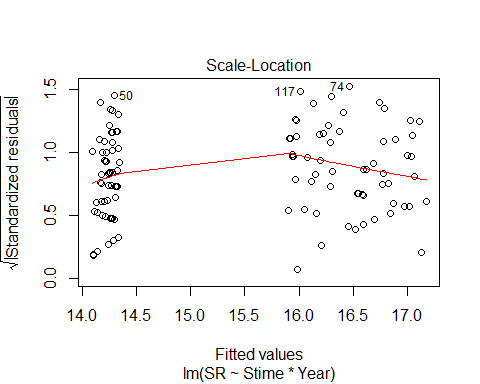 Scale-Location
√|Standardized residuals|
0.0 0.5 1.0 1.5
50
117
74
14.0 14.5 15.0 15.5 16.0 16.5 17.0
Fitted values
lm(SR ~ Stime * Year)